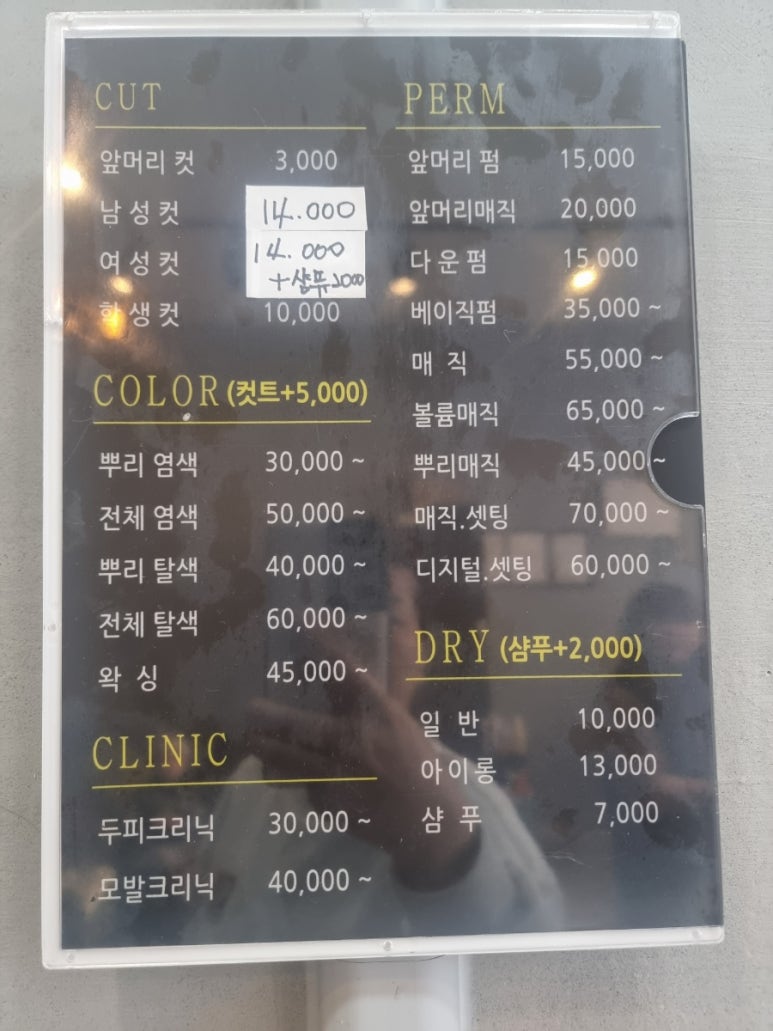 CUT
앞머리 컷 3,000
남성컷 14.000
여성컷 14.000
+샴퓨 2000
학생컷 10,000
COLOR (컷트+5,000)
뿌리 염색 30,000 ~
전체 염색 50,000 ~
뿌리 탈색 40,000 ~
전체 탈색 60,000 ~
왁 싱 45,000 ~
CLINIC
두피크리닉 30,000 ~
모발크리닉 40,000 ~
PERM
앞머리 펌 15,000
앞머리매직 20,000
다운펌 15,000
베이직펌 35,000 ~
매 직 55,000 ~
볼륨매직 65,000 ~
뿌리매직 45,000 ~
매직.셋팅 70,000 ~
디지털.셋팅 60,000 ~
DRY (샴푸+2,000)
일 반 10,000
아이롱 13,000
샴 푸 7,000